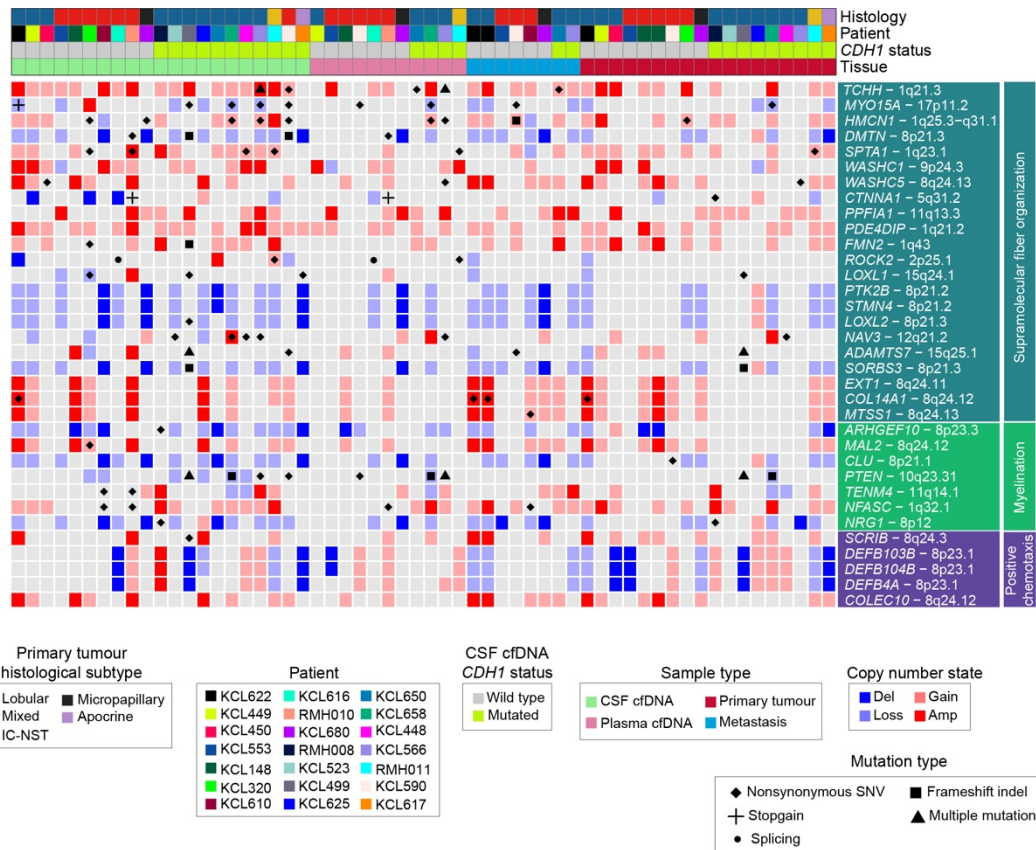 Histology
Patient
CDH1 status
Tissue
TCHH – 1q21.3
MYO15A – 17p11.2
HMCN1 – 1q25.3–q31.1
DMTN – 8p21.3
SPTA1 – 1q23.1
WASHC1 – 9p24.3
WASHC5 – 8q24.13
CTNNA1 – 5q31.2
PPFIA1 – 11q13.3
PDE4DIP – 1q21.2
FMN2 – 1q43
ROCK2 – 2p25.1
LOXL1 – 15q24.1
PTK2B – 8p21.2
STMN4 – 8p21.2
LOXL2 – 8p21.3
NAV3 – 12q21.2
ADAMTS7 – 15q25.1
SORBS3 – 8p21.3
EXT1 – 8q24.11
COL14A1 – 8q24.12
MTSS1 – 8q24.13
Supramolecular fiber organization
ARHGEF10 – 8p23.3
MAL2 – 8q24.12
CLU – 8p21.1
PTEN – 10q23.31
TENM4 – 11q14.1
NFASC – 1q32.1
NRG1 – 8p12
Myelination
SCRIB – 8q24.3
DEFB103B – 8p23.1
DEFB104B – 8p23.1
DEFB4A – 8p23.1
COLEC10 – 8q24.12
Positive
chemotaxis
Primary tumour
histological subtype
Lobular
Mixed
IC-NST
Micropapillary
Apocrine
Patient
KCL622
KCL449
KCL450
KCL553
KCL148
KCL320
KCL610
KCL616
RMH010
KCL680
RMH008
KCL523
KCL499
KCL625
KCL650
KCL658
KCL448
KCL566
RMH011
KCL590
KCL617
CSF cfDNA
CDH1 status
Wild type
Mutated
Sample type
CSF cfDNA
Plasma cfDNA
Primary tumour
Metastasis
Copy number state
Del
Loss
Gain
Amp
Mutation type
Nonsynonymous SNV
Stopgain
Splicing
Frameshift indel
Multiple mutation